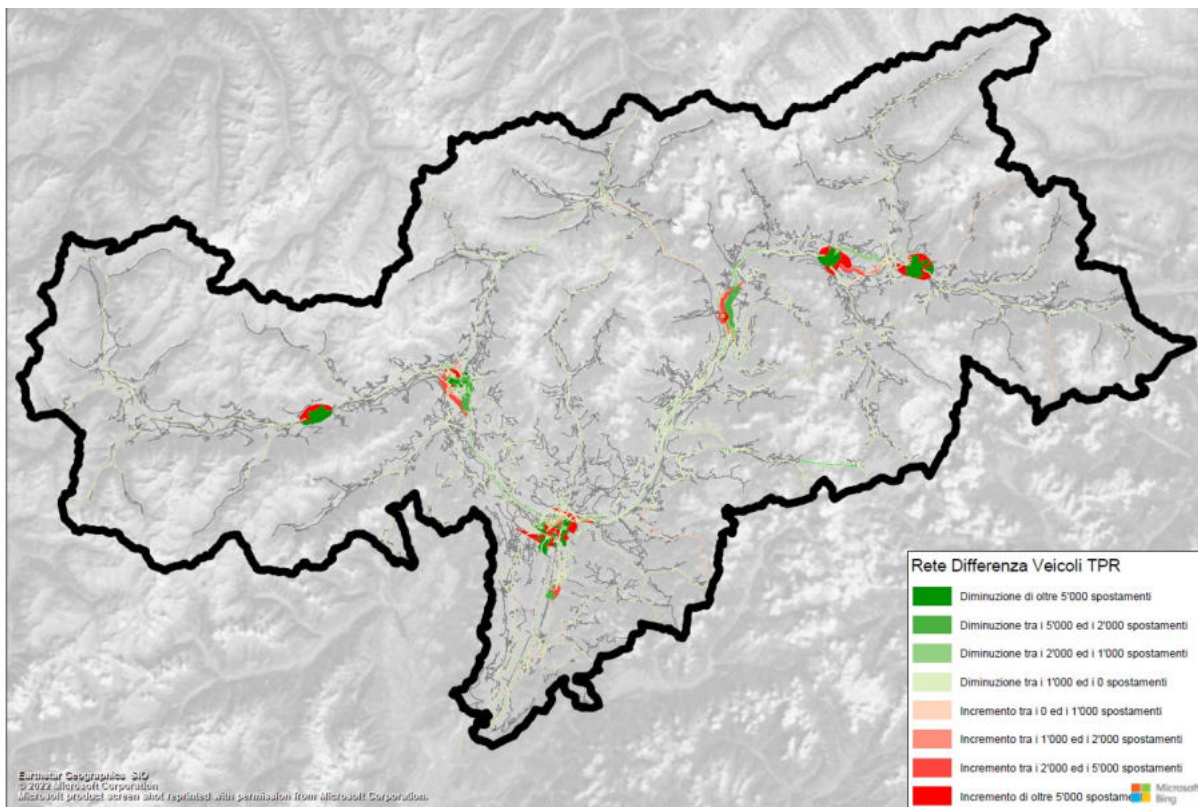 Rete Differenza Veicoli TPR
Diminuzione di oltre 5'000 spostamenti
Diminuzione tra i 5'000 ed i 2'000 spostamenti
Diminuzione tra i 2'000 ed i 1'000 spostamenti
Diminuzione tra i 1'000 ed i 0 spostamenti
Incremento tra i 0 ed i 1'000 spostamenti
Incremento tra i 1'000 ed i 2'000 spostamenti
Incremento tra i 2'000 ed i 5'000 spostamenti
Incremento di oltre 5'000 spostame
Microsoft
Bing
Earthstar Geographics SIO
© 2022 Microsoft Corporation
Microsoft product screen shot reprinted with permission from Microsoft Corporation.